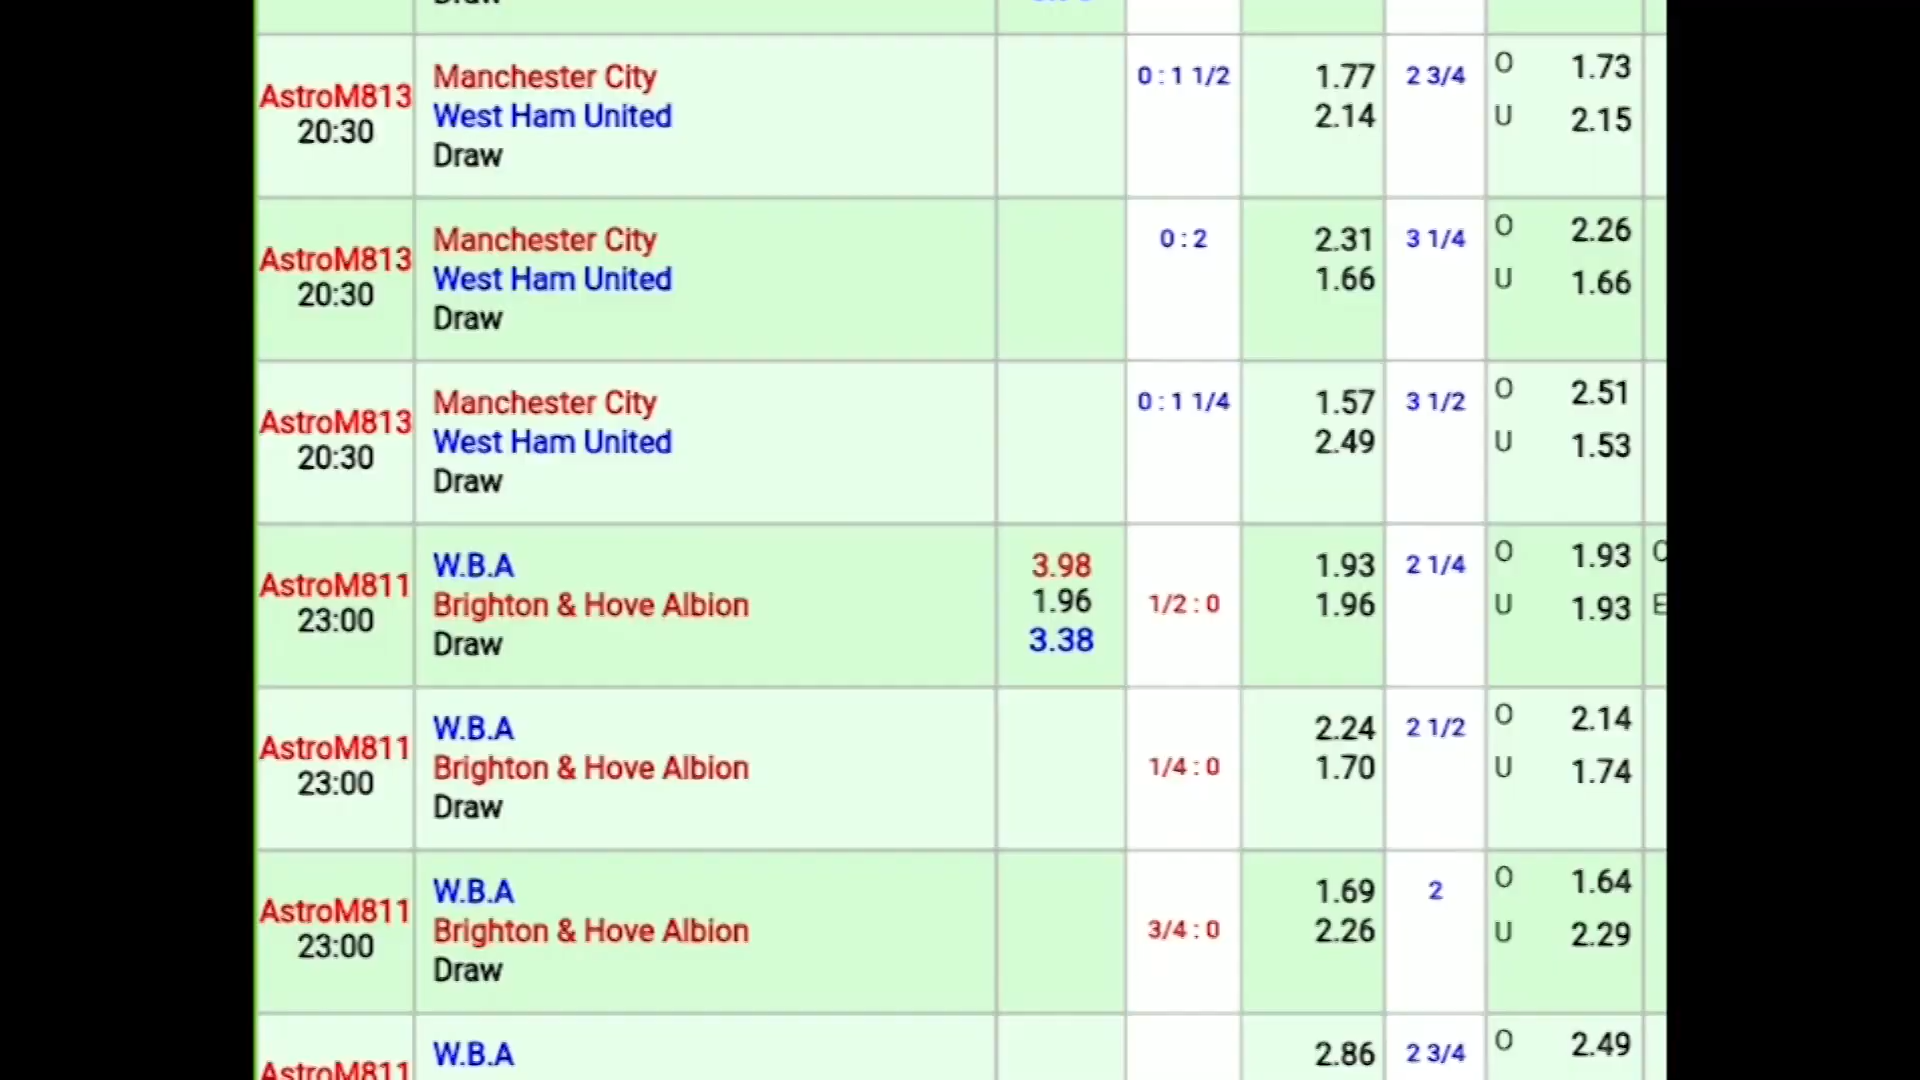 Manchester City 0 : 1 1/2 1.77 2 3/4 O 1.73
AstroM813 West Ham United 2.14 U 2.15
20:30 Draw
Manchester City 0 : 2 2.31 3 1/4 O 2.26
AstroM813 West Ham United 1.66 U 1.66
20:30 Draw
Manchester City 0 : 1 1/4 1.57 3 1/2 O 2.51
AstroM813 West Ham United 2.49 U 1.53
20:30 Draw
W.B.A 3.98 1.93 2 1/4 O 1.93
AstroM811 Brighton & Hove Albion 1.96 1/2 : 0 1.96 U 1.93 E
23:00 Draw 3.38
W.B.A 2.24 2 1/2 O 2.14
AstroM811 Brighton & Hove Albion 1/4 : 0 1.70 U 1.74
23:00 Draw
W.B.A 1.69 2 O 1.64
AstroM811 Brighton & Hove Albion 3/4 : 0 2.26 U 2.29
23:00 Draw
W.B.A 2.86 2 3/4 O 2.49
AstroM811